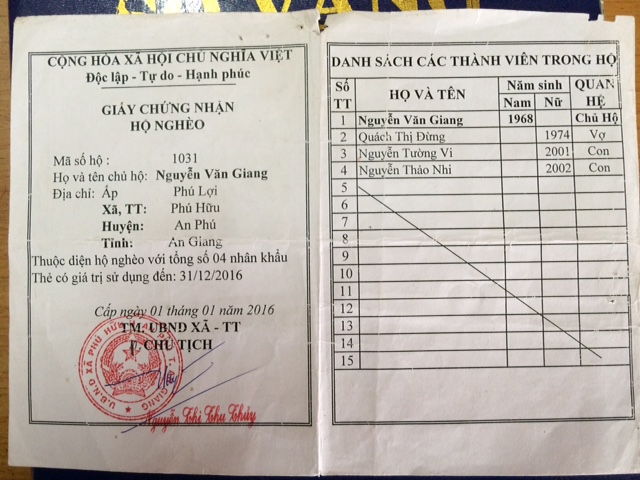 CỘNG HÒA XÃ HỘI CHỦ NGHĨA VIỆT
Độc lập - Tự do - Hạnh phúc
GIẤY CHỨNG NHẬN
HỘ NGHÈO
Mã số hộ : 1031
Họ và tên chủ hộ: Nguyễn Văn Giang
Địa chỉ: Ấp Phú Lợi
Xã, TT: Phú Hữu
Huyện: An Phú
Tỉnh: An Giang
Thuộc diện hộ nghèo với tổng số 04 nhân khẩu
Thẻ có giá trị sử dụng đến: 31/12/2016
Cấp ngày 01 tháng 01 năm 2016
TM. UBND XÃ - TT
CHỦ TỊCH
Nguyễn Thị Thu Thủy
DANH SÁCH CÁC THÀNH VIÊN TRONG HỘ
Số TT HỌ VÀ TÊN Năm sinh QUAN HỆ
Nam Nữ
1 Nguyễn Văn Giang 1968 Chủ Hộ
2 Quách Thị Đừng 1974 Vợ
3 Nguyễn Tường Vi 2001 Con
4 Nguyễn Thảo Nhi 2002 Con
5
6
7
8
9
10
11
12
13
14
15